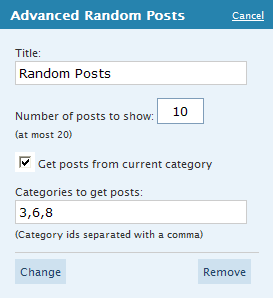 Advanced Random Posts Cancel
Title:
Random Posts
Number of posts to show: 10
(at most 20)
Get posts from current category
Categories to get posts:
3,6,8
(Category ids separated with a comma)
Change Remove